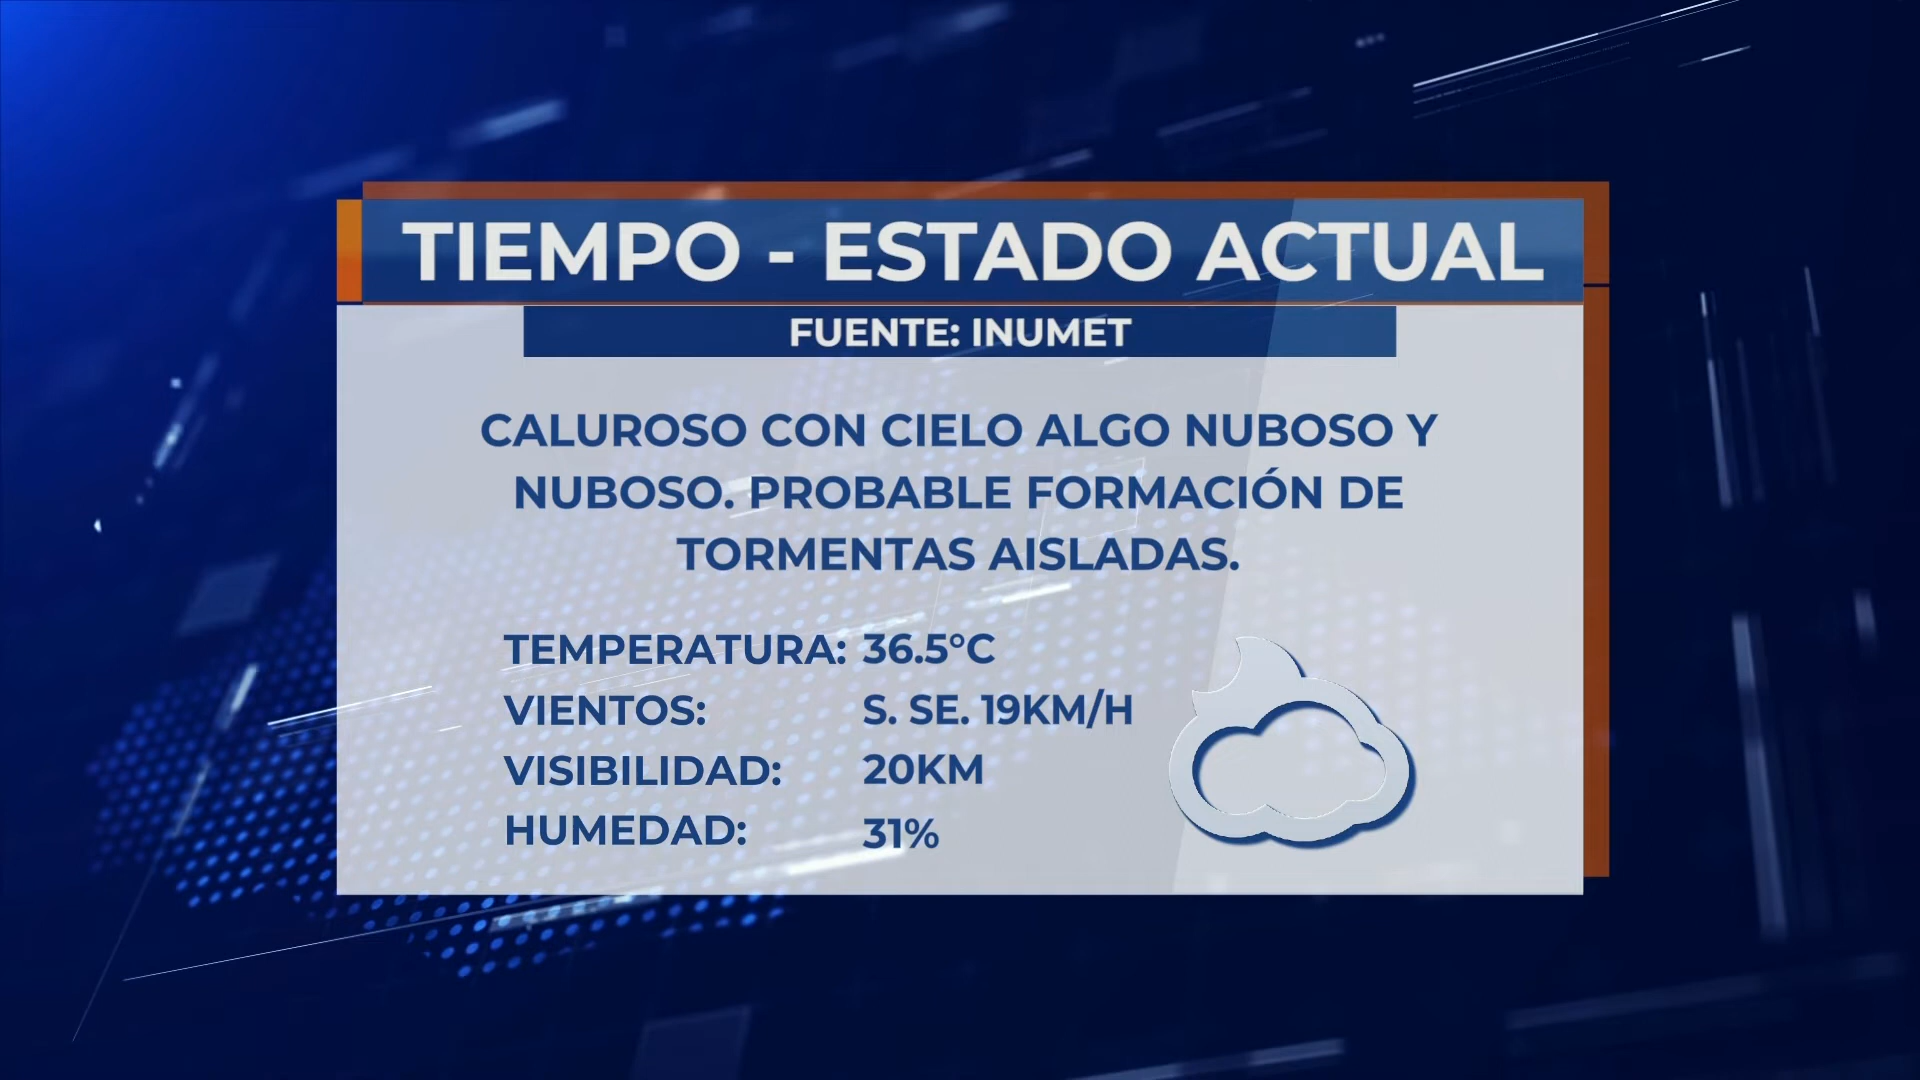 TIEMPO - ESTADO ACTUAL
FUENTE: INUMET
CALUROSO CON CIELO ALGO NUBOSO Y
NUBOSO. PROBABLE FORMACIÓN DE
TORMENTAS AISLADAS.
TEMPERATURA: 36.5°C
VIENTOS: S. SE. 19KM/H
VISIBILIDAD: 20KM
HUMEDAD: 31%